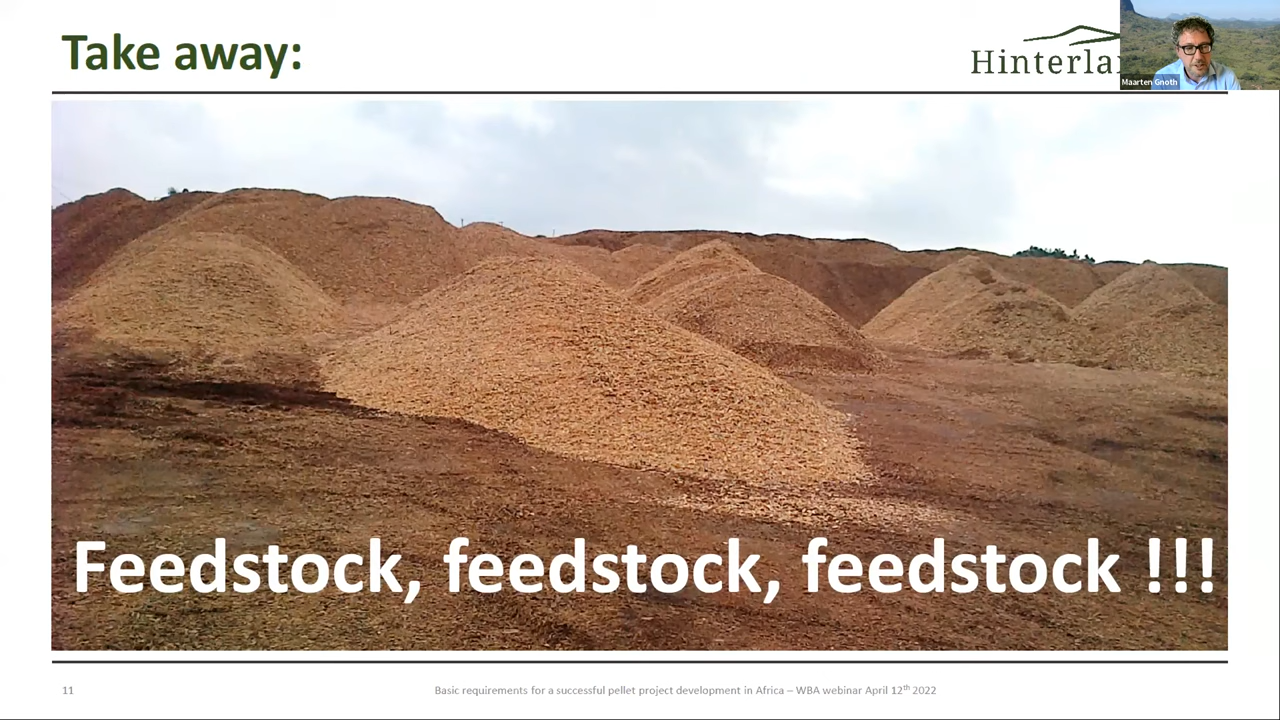 Take away:
Hinterla
Maarten Gnoth
Feedstock, feedstock, feedstock !!!
11
Basic requirements for a successful pellet project development in Africa – WBA webinar April 12th 2022